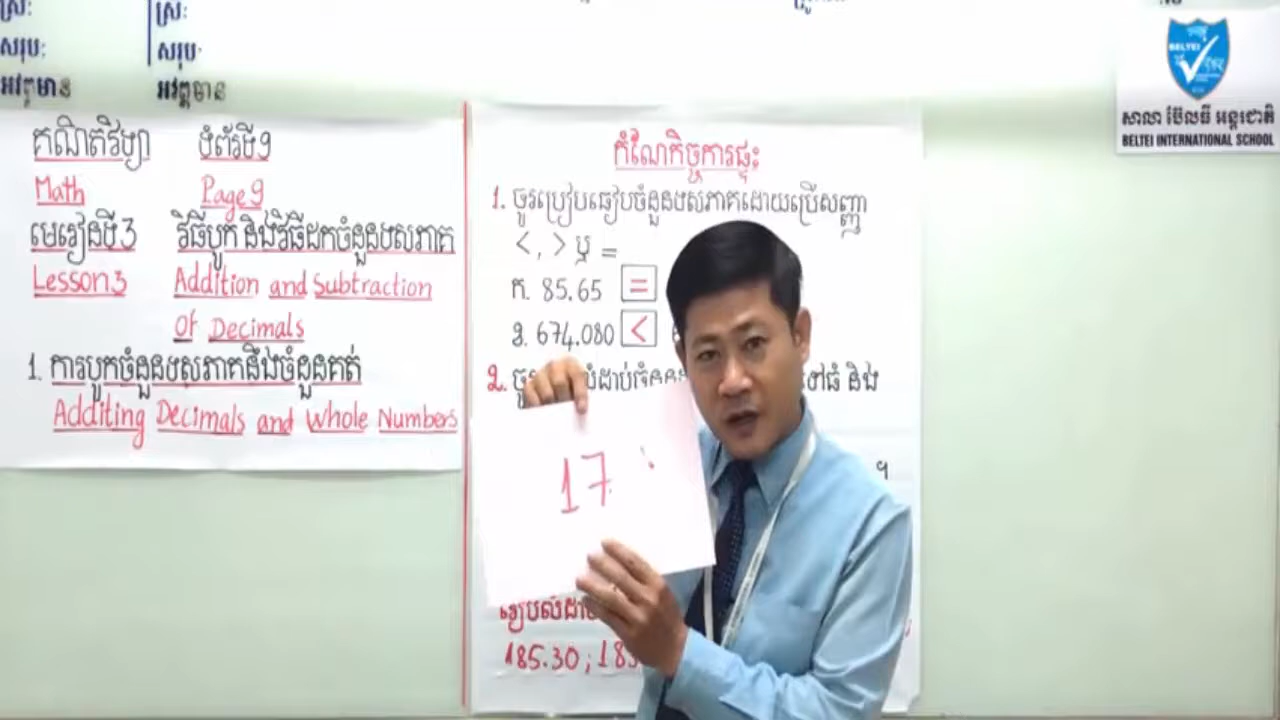 ស្រី:
ស្រី:
សរុប:
សរុប:
អវត្តមាន
អវត្តមាន
សាលា ប៊ែលធី អន្តរជាតិ
BELTEI INTERNATIONAL SCHOOL
គណិតវិទ្យា ទំព័រទី9
Math Page 9
មេរៀនទី3 វិធីបូក និងវិធីដកចំនួនទសភាគ
Lesson 3 Addition and Subtraction
Of Decimals
1. ការបូកចំនួនទសភាគនឹងចំនួនគត់
Additing Decimals and Whole Numbers
កំណែកិច្ចការផ្ទះ
1. ចូរប្រៀបធៀបចំនួនទសភាគដោយប្រើសញ្ញា
<, > ឬ =
ក. 85.65 =
ខ. 674.080 <
2.
និង
17
185.30 ;